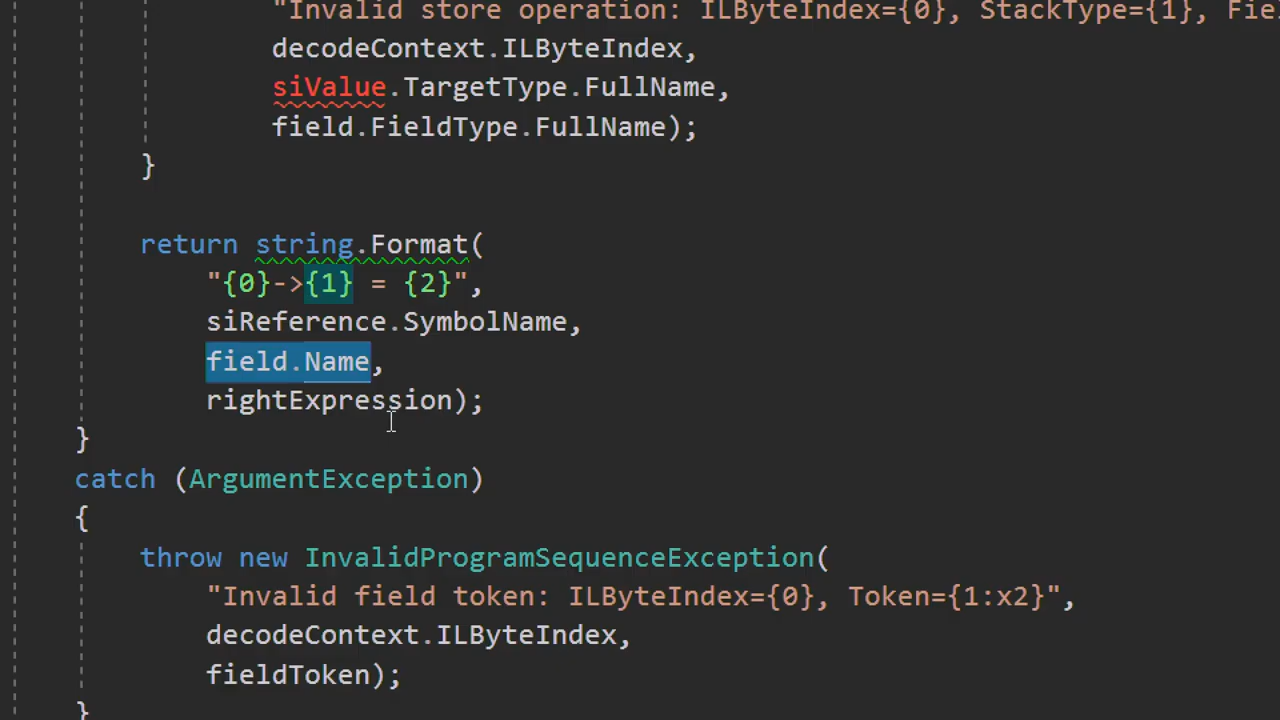 "Invalid store operation: ILByteIndex={0}, StackType={1},
decodeContext.ILByteIndex,
siValue.TargetType.FullName,
field.FieldType.FullName);
}
return string.Format(
"{0}->{1} = {2}",
siReference.SymbolName,
field.Name,
rightExpression);
}
catch (ArgumentException)
{
throw new InvalidProgramSequenceException(
"Invalid field token: ILByteIndex={0}, Token={1:x2}",
decodeContext.ILByteIndex,
fieldToken);
}